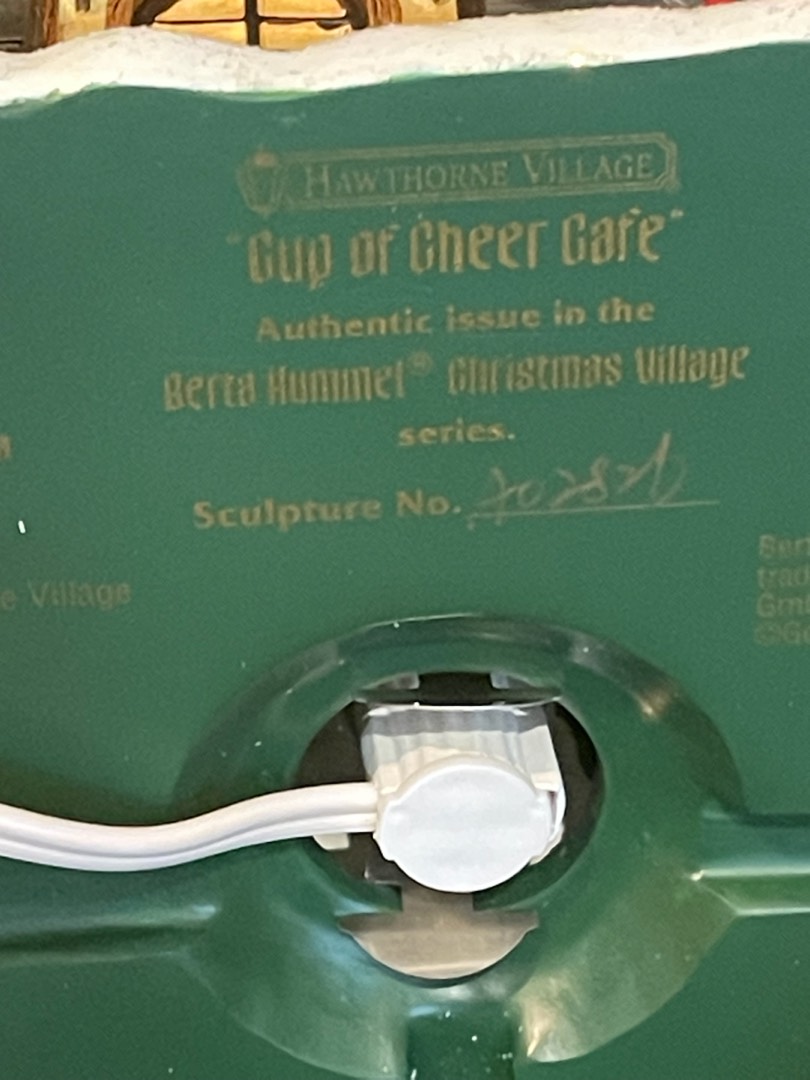 HAWTHORNE VILLAGE
"Cup of Cheer Cafe"
Authentic issue in the
Berta Hummel® Christmas Village
series.
Sculpture No.
e Village